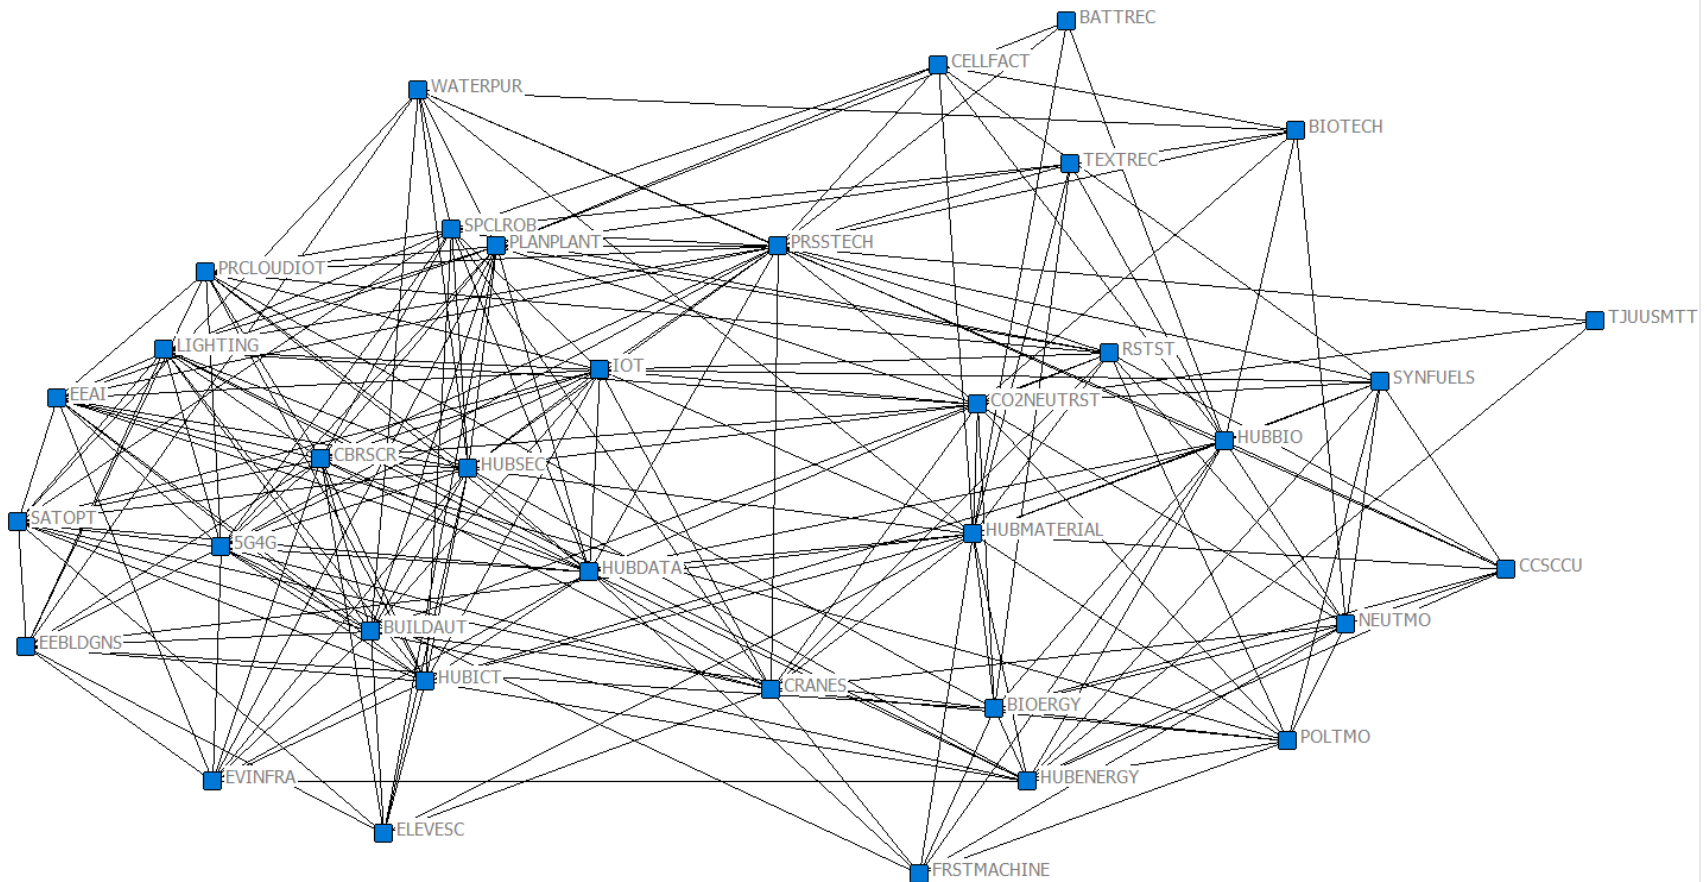 BATTREC
CELLFACT
WATERPUR
BIOTECH
TEXTREC
SPCLROB
PLANPLANT
PRSSTECH
PRCLOUDIOT
TJUUSMTT
LIGHTING
RSTST
IOT
SYNFUELS
EEAI
CO2NEUTRST
HUBBIO
CBRSCR
HUBSEC
SATOPT
HUBMATERIAL
5G4G
HUBDATA
CCSCCU
NEUTMO
BUILDAUT
EEBLDGNS
HUBICT
CRANES
BIOERGY
POLTMO
EVINFRA
HUBENERGY
ELEVESC
FRSTMACHINE